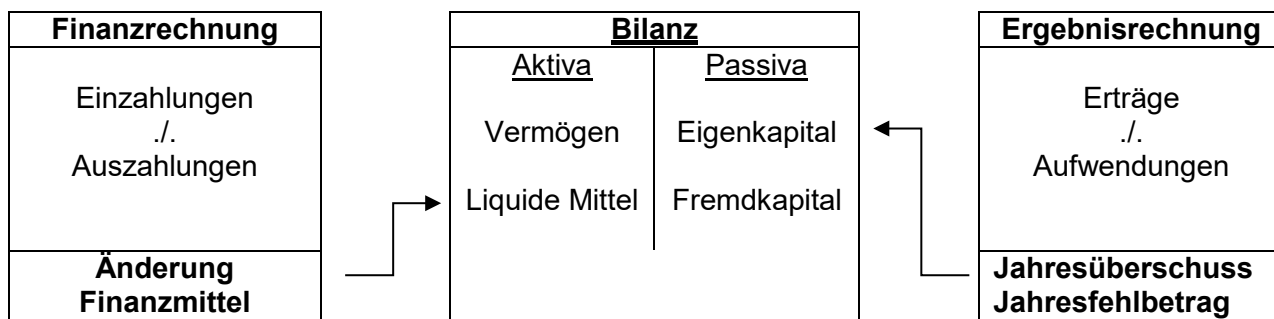 Finanzrechnung
Einzahlungen
./.
Auszahlungen
Änderung
Finanzmittel
Bilanz
Aktiva Passiva
Vermögen Eigenkapital
Liquide Mittel Fremdkapital
Ergebnisrechnung
Erträge
./.
Aufwendungen
Jahresüberschuss
Jahresfehlbetrag